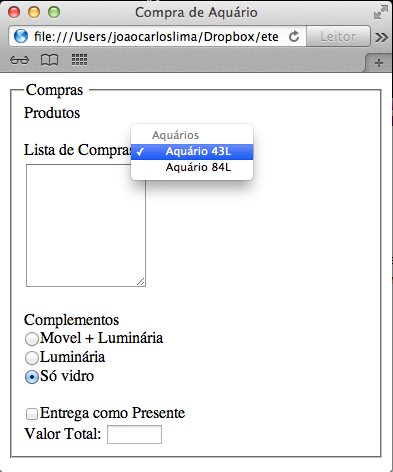 Compra de Aquário
file:///Users/joaocarloslima/Dropbox/ete
Leitor
Compras
Produtos
Aquários
Lista de Compras
✓ Aquário 43L
Aquário 84L
Complementos
Movel + Luminária
Luminária
Só vidro
Entrega como Presente
Valor Total: